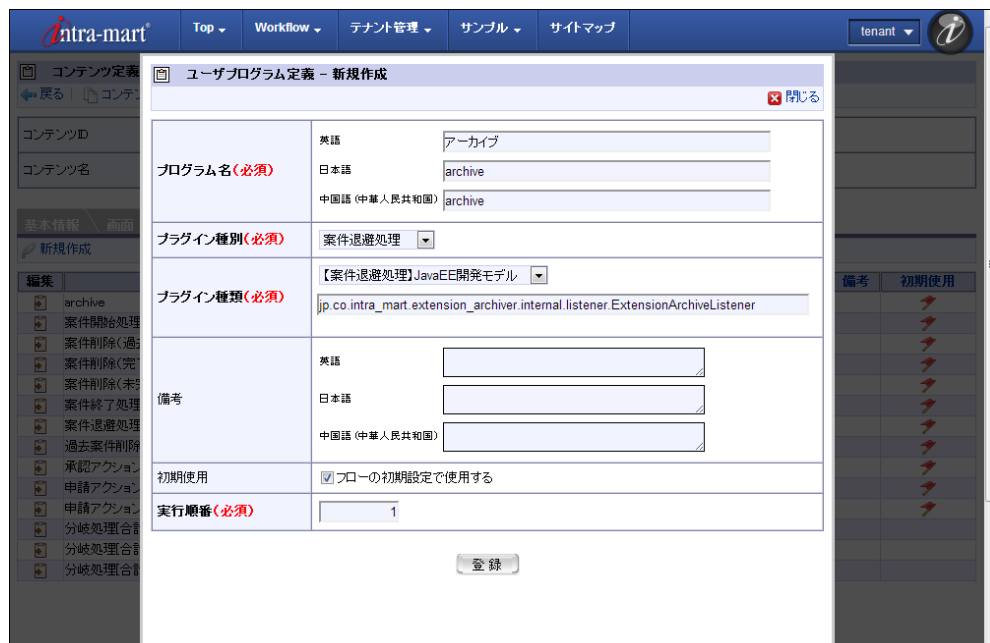 intra-mart®
Top Workflow テナント管理 サンプル サイトマップ tenant
コンテンツ定義
戻る コンテン
コンテンツID
コンテンツ名
基本情報 画面
新規作成
編集 備考 初期使用
archive
案件開始処理
案件削除(過去
案件削除(完了
案件削除(未完
案件終了処理
案件退避処理
過去案件削除
承認アクション
申請アクション
申請アクション
分岐処理[合計
分岐処理[合計
分岐処理[合計
ユーザプログラム定義 - 新規作成
閉じる
プログラム名(必須)
英語 アーカイブ
日本語 archive
中国語 (中華人民共和国) archive
プラグイン種別(必須) 案件退避処理
プラグイン種類(必須) 【案件退避処理】JavaEE開発モデル
jp.co.intra_mart.extension_archiver.internal.listener.ExtensionArchiveListener
備考
英語
日本語
中国語 (中華人民共和国)
初期使用 フローの初期設定で使用する
実行順番(必須) 1
登録